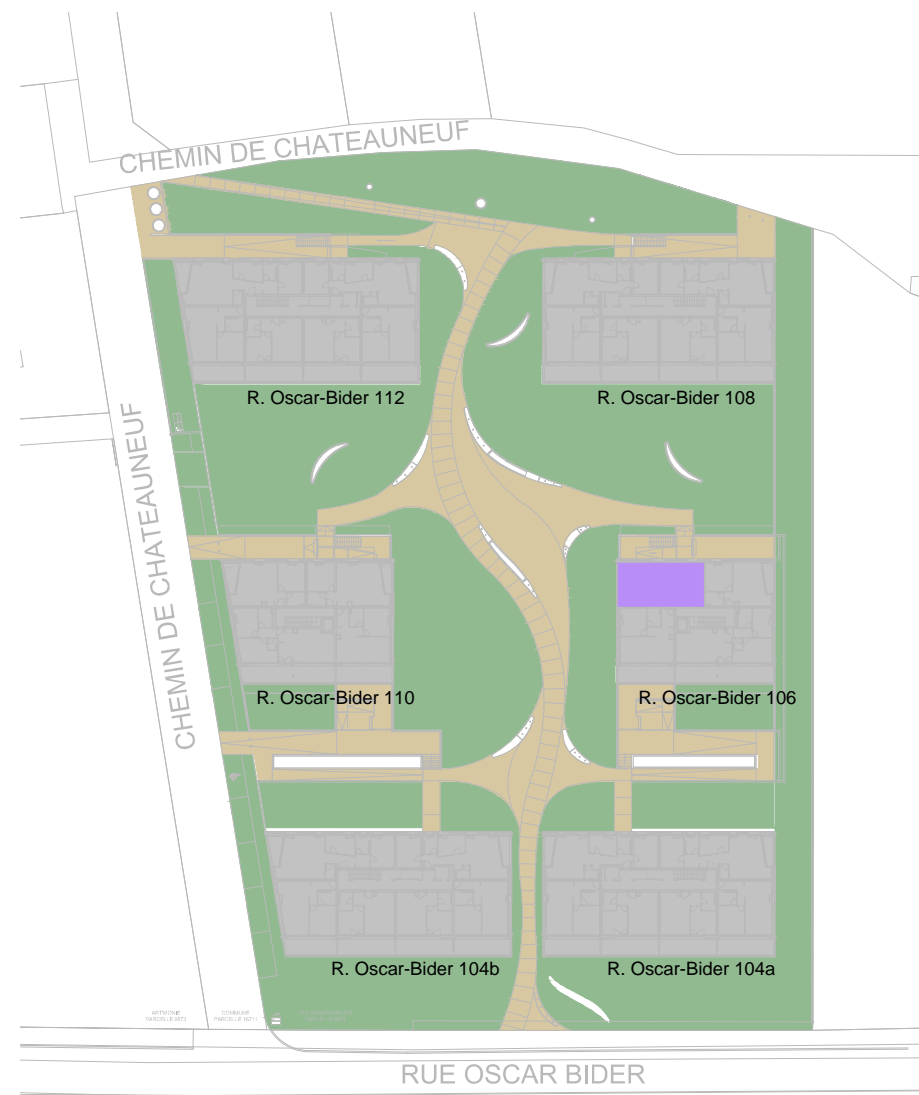 CHEMIN DE CHATEAUNEUF
R. Oscar-Bider 112
R. Oscar-Bider 108
CHEMIN DE CHATEAUNEUF
R. Oscar-Bider 110
R. Oscar-Bider 106
R. Oscar-Bider 104b
R. Oscar-Bider 104a
COMMUNE
RUE OSCAR BIDER